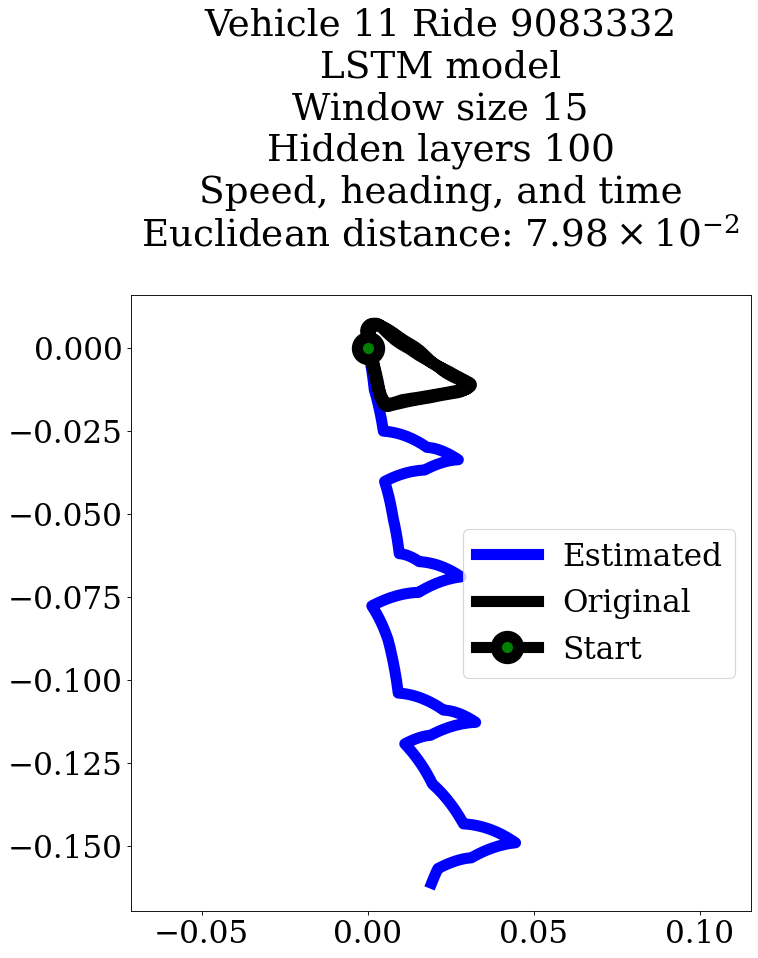 Vehicle 11 Ride 9083332
LSTM model
Window size 15
Hidden layers 100
Speed, heading, and time
Euclidean distance: 7.98 × 10⁻²
0.000
−0.025
−0.050
−0.075
−0.100
−0.125
−0.150
Estimated
Original
Start
−0.05 0.00 0.05 0.10